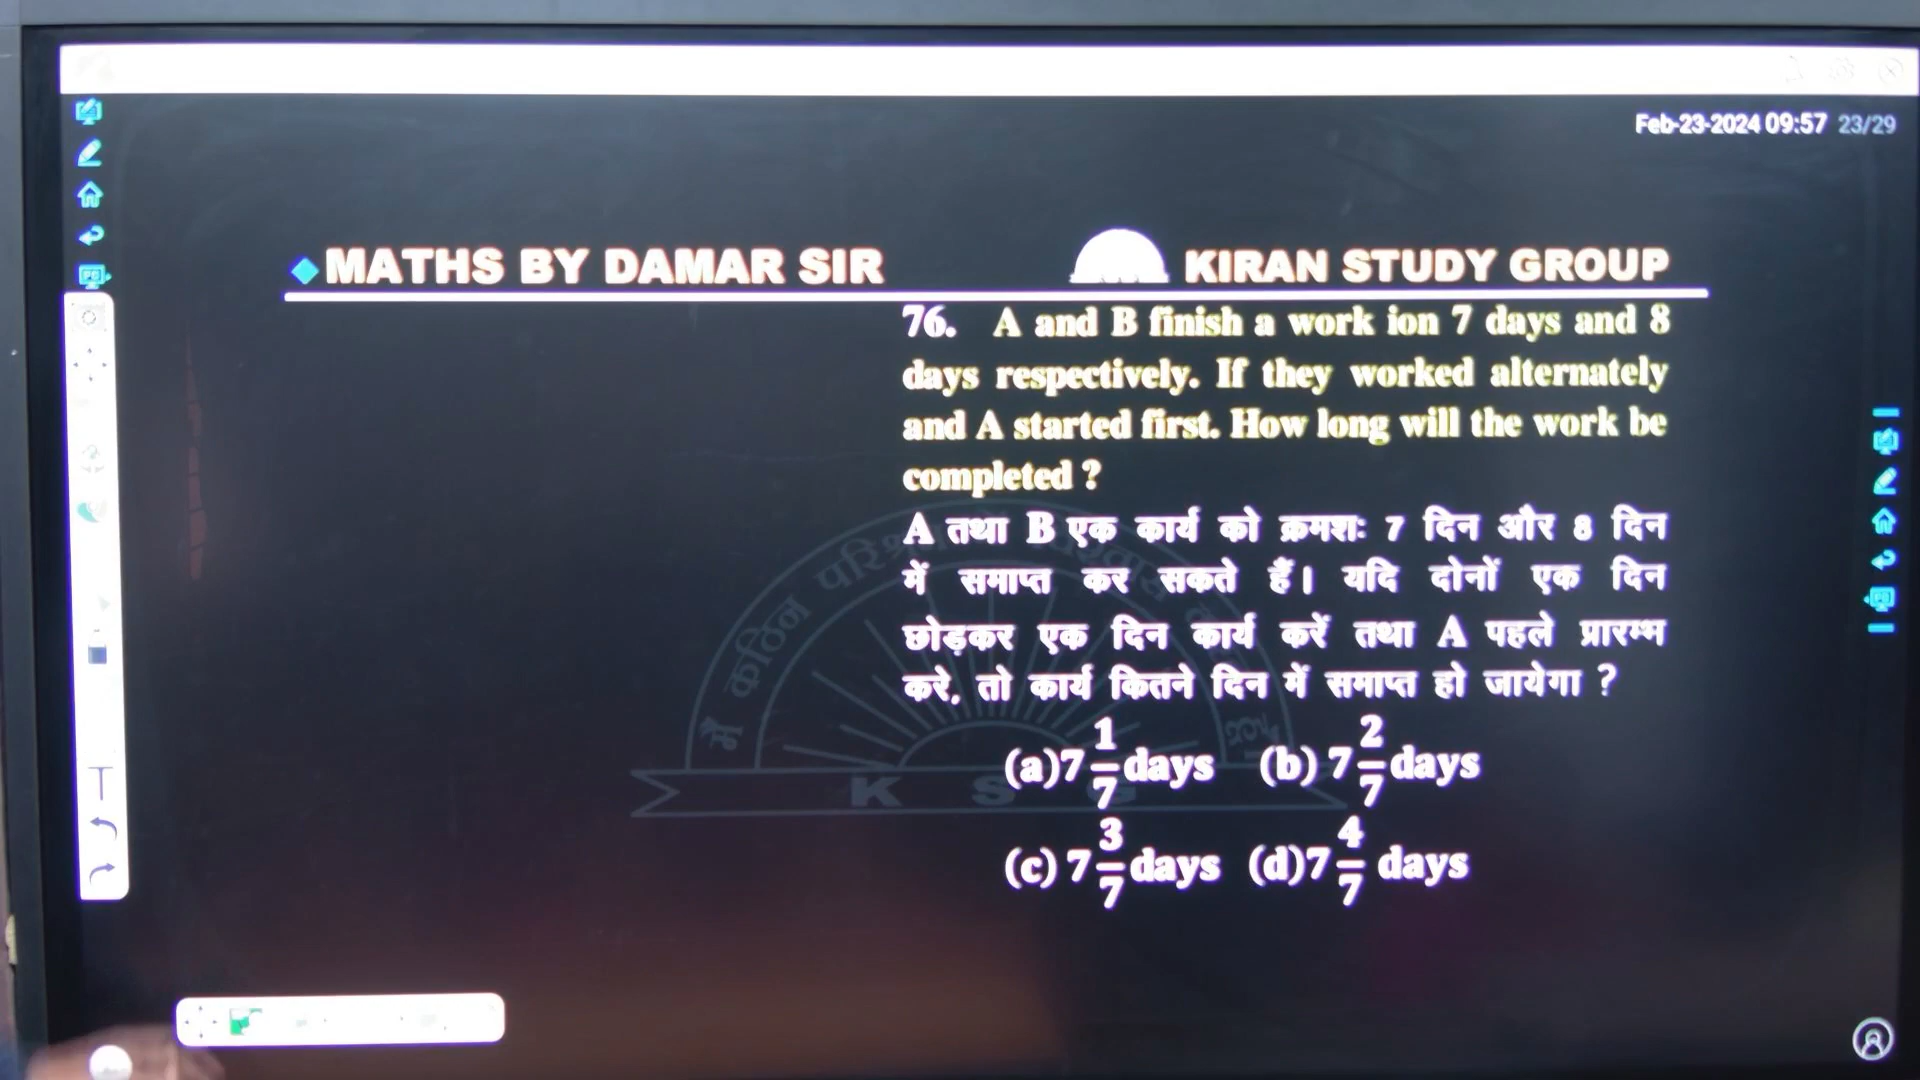 Feb-23-2024 09:57 23/29
MATHS BY DAMAR SIR KIRAN STUDY GROUP
76. A and B finish a work ion 7 days and 8
days respectively. If they worked alternately
and A started first. How long will the work be
completed ?
A तथा B एक कार्य को क्रमशः 7 दिन और 8 दिन
में समाप्त कर सकते हैं। यदि दोनों एक दिन
छोड़कर एक दिन कार्य करें तथा A पहले प्रारम्भ
करे, तो कार्य कितने दिन में समाप्त हो जायेगा ?
(a) 7 1/7 days (b) 7 2/7 days
(c) 7 3/7 days (d) 7 4/7 days
मैं कठिन
K S G